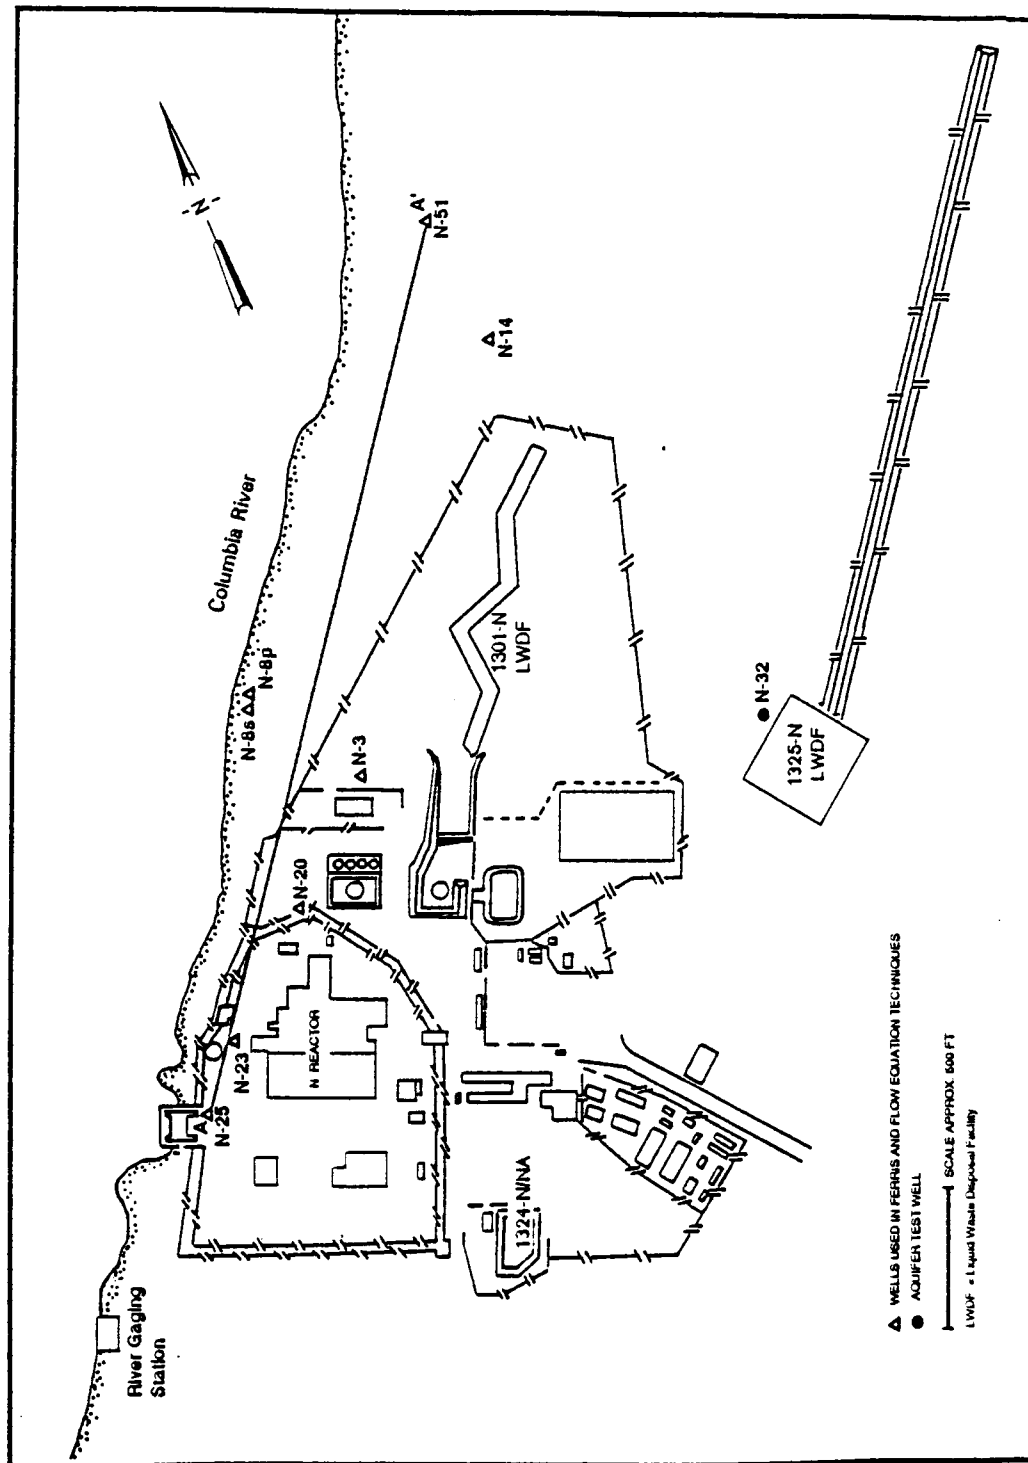 -N-
A'
N-51
N-14
Columbia River
N-8s
N-8p
1301-N
LWDF
N-3
N-32
1325-N
LWDF
N-20
N REACTOR
N-23
A
N-25
1324-N/NA
River Gaging
Station
WELLS USED IN FERRIS AND FLOW EQUATION TECHNIQUES
AQUIFER TEST WELL
SCALE APPROX. 500 FT
LWDF = Liquid Waste Disposal Facility